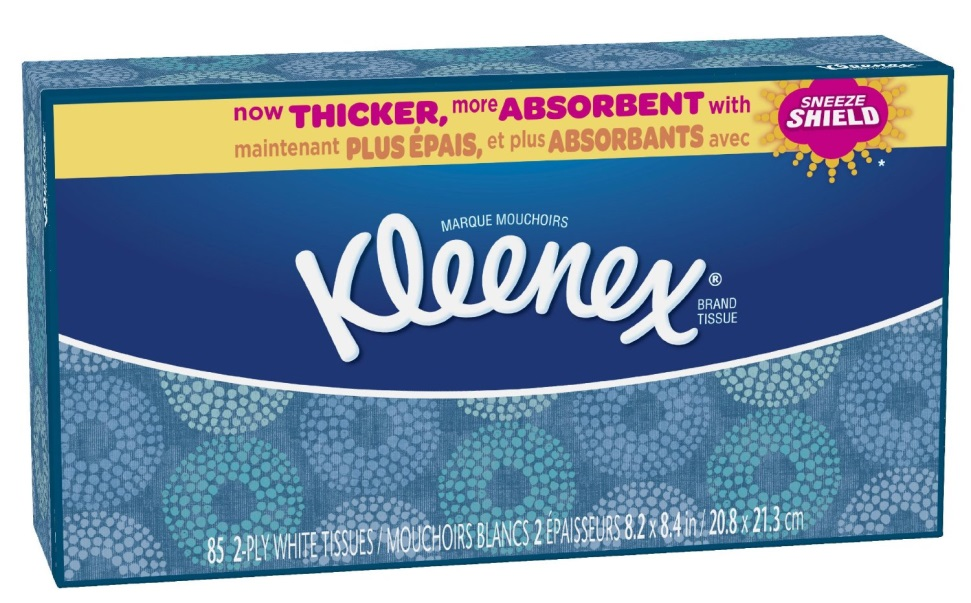 now THICKER, more ABSORBENT with
maintenant PLUS ÉPAIS, et plus ABSORBANTS avec
SNEEZE
SHIELD
*
MARQUE MOUCHOIRS
Kleenex®
BRAND
TISSUE
85 2-PLY WHITE TISSUES / MOUCHOIRS BLANCS 2 ÉPAISSEURS 8.2 x 8.4 in / 20.8 x 21.3 cm
Kleenex
Kleenex